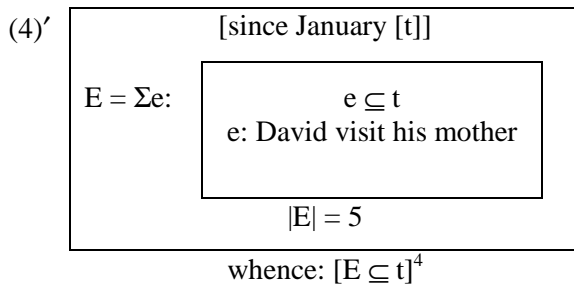 (4)′ [since January [t]]
E = Σe: e ⊆ t
e: David visit his mother
|E| = 5
whence: [E ⊆ t]⁴